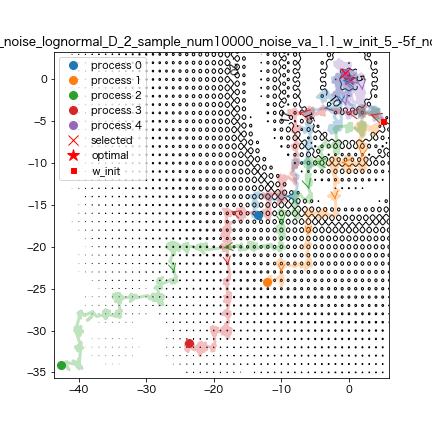 _noise_lognormal_D_2_sample_num10000_noise_va_1.1_w_init_5_-5f_no
process 0
process 1
process 2
process 3
process 4
selected
optimal
w_init
0
−5
−10
−15
−20
−25
−30
−35
−40
−30
−20
−10
0